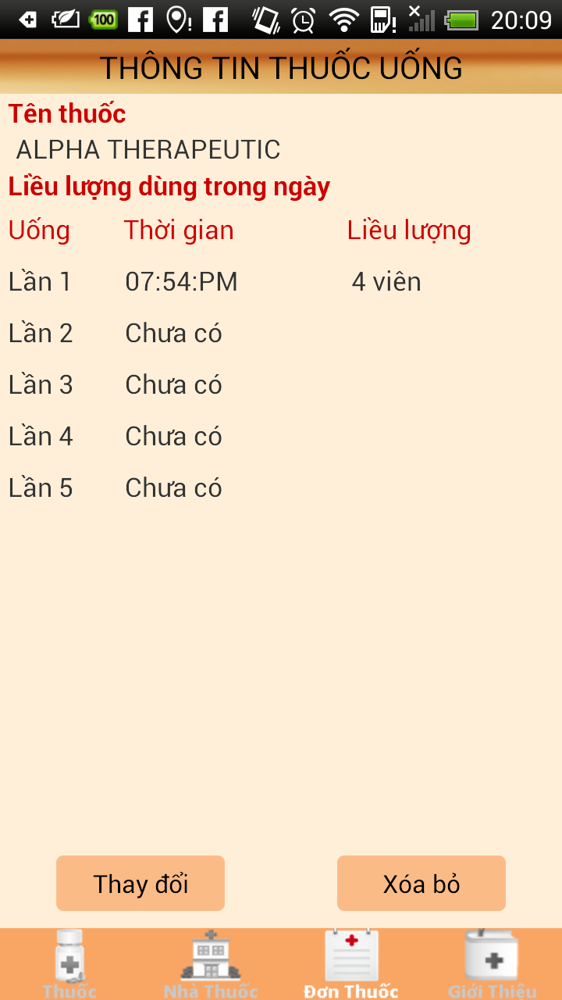 100
20:09
THÔNG TIN THUỐC UỐNG
Tên thuốc
ALPHA THERAPEUTIC
Liều lượng dùng trong ngày
Uống Thời gian Liều lượng
Lần 1 07:54:PM 4 viên
Lần 2 Chưa có
Lần 3 Chưa có
Lần 4 Chưa có
Lần 5 Chưa có
Thay đổi Xóa bỏ
Thuốc Nhà Thuốc Đơn Thuốc Giới Thiệu